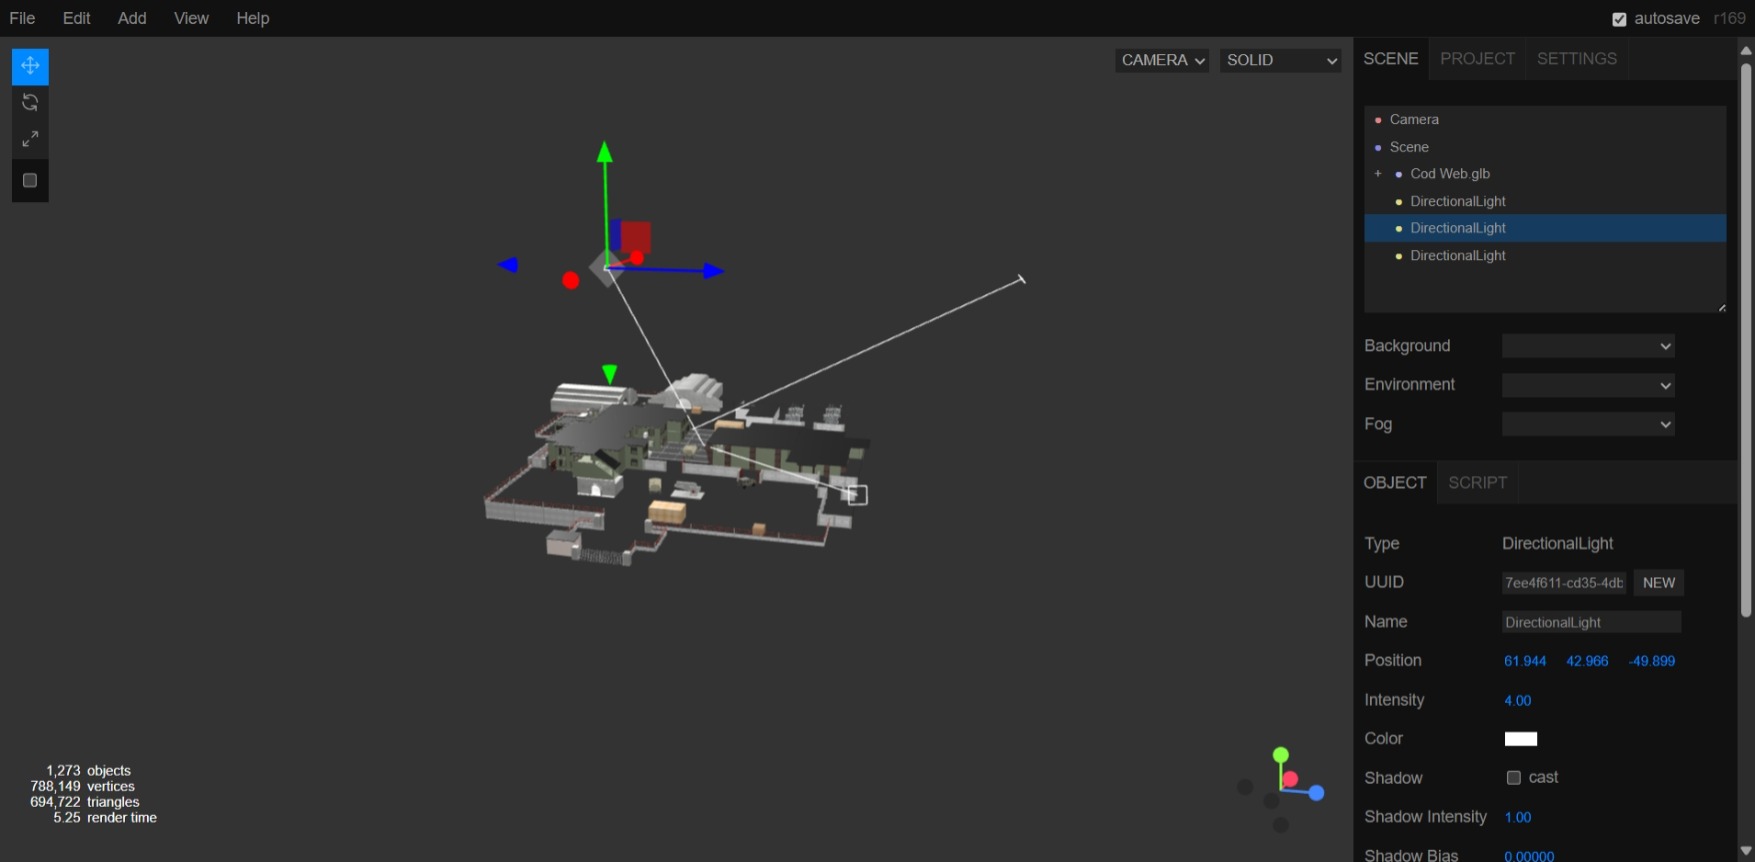 File Edit Add View Help autosave r169
CAMERA SOLID
SCENE PROJECT SETTINGS
Camera
Scene
+ Cod Web.glb
DirectionalLight
DirectionalLight
DirectionalLight
Background
Environment
Fog
OBJECT SCRIPT
Type DirectionalLight
UUID 7ee4f611-cd35-4db NEW
Name DirectionalLight
Position 61.944 42.966 -49.899
Intensity 4.00
Color
Shadow cast
Shadow Intensity 1.00
Shadow Bias 0.00000
1,273 objects
788,149 vertices
694,722 triangles
5.25 render time